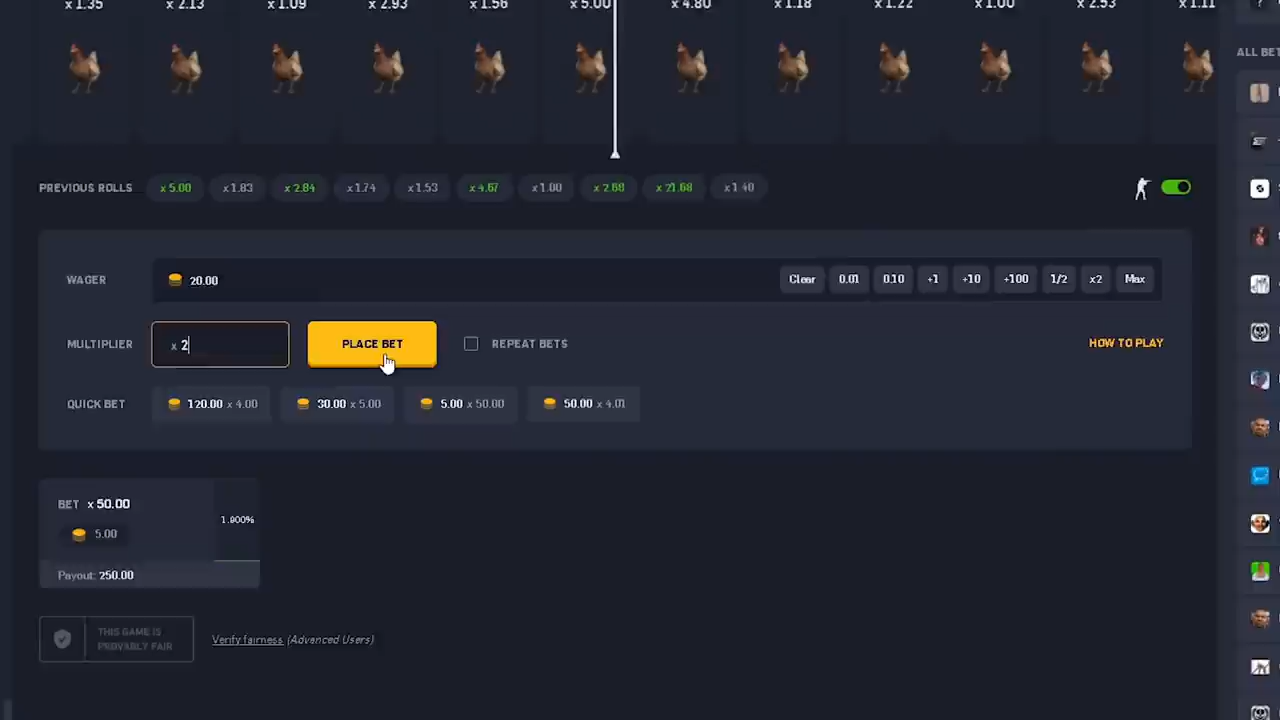 x 1.35 x 2.13 x 1.09 x 2.93 x 1.56 x 5.00 x 4.80 x 1.18 x 1.22 x 1.00 x 2.53 x 1.11
?
ALL BET
PREVIOUS ROLLS x 5.00 x 1.83 x 2.84 x 1.74 x 1.53 x 4.67 x 1.00 x 2.68 x 21.68 x 1.40
WAGER 20.00 Clear 0.01 0.10 +1 +10 +100 1/2 x2 Max
MULTIPLIER x 2 PLACE BET REPEAT BETS HOW TO PLAY
QUICK BET 120.00 x 4.00 30.00 x 5.00 5.00 x 50.00 50.00 x 4.01
BET x 50.00
1.900%
5.00
Payout: 250.00
THIS GAME IS
PROVABLY FAIR
Verify fairness (Advanced Users)